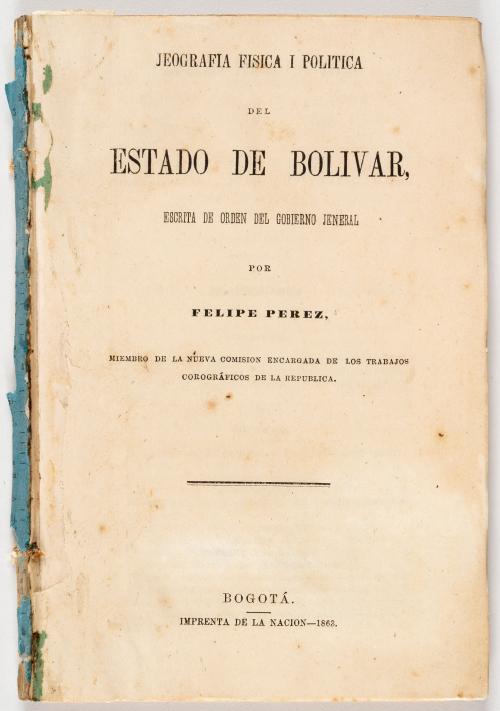 JEOGRAFIA FISICA I POLITICA
DEL
ESTADO DE BOLIVAR,
ESCRITA DE ORDEN DEL GOBIERNO JENERAL
POR
FELIPE PEREZ,
MIEMBRO DE LA NUEVA COMISION ENCARGADA DE LOS TRABAJOS
COROGRÁFICOS DE LA REPUBLICA.
BOGOTÁ.
IMPRENTA DE LA NACION—1863.